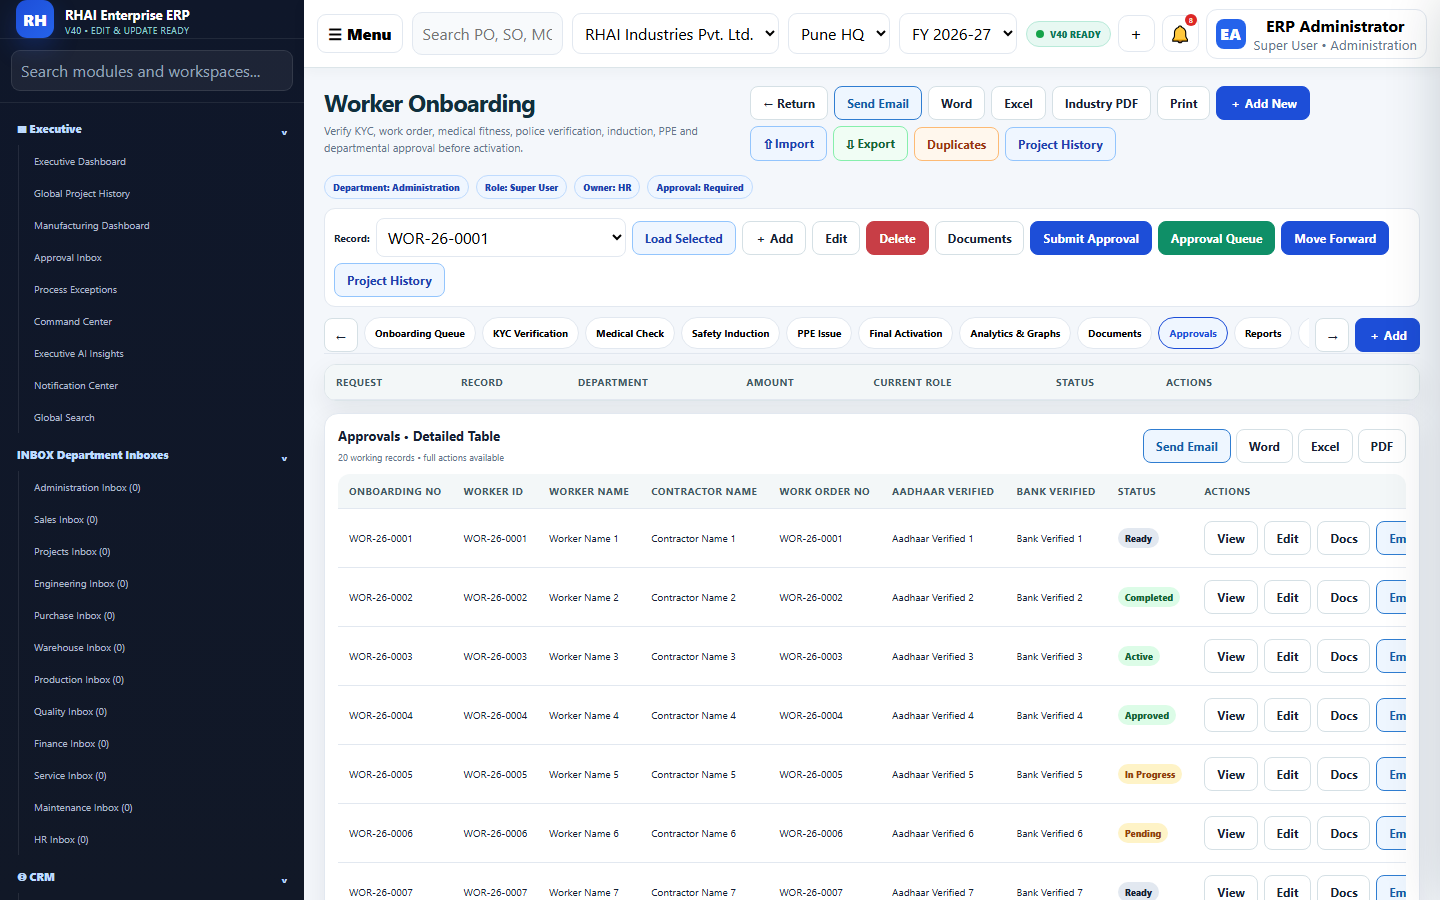 RH
RHAI Enterprise ERP
V40 • EDIT & UPDATE READY
Search modules and workspaces...
Executive
Executive Dashboard
Global Project History
Manufacturing Dashboard
Approval Inbox
Process Exceptions
Command Center
Executive AI Insights
Notification Center
Global Search
INBOX Department Inboxes
Administration Inbox (0)
Sales Inbox (0)
Projects Inbox (0)
Engineering Inbox (0)
Purchase Inbox (0)
Warehouse Inbox (0)
Production Inbox (0)
Quality Inbox (0)
Finance Inbox (0)
Service Inbox (0)
Maintenance Inbox (0)
HR Inbox (0)
CRM
☰ Menu
Search PO, SO, MO
RHAI Industries Pvt. Ltd.
Pune HQ
FY 2026-27
V40 READY
+
8
EA
ERP Administrator
Super User • Administration
Worker Onboarding
Verify KYC, work order, medical fitness, police verification, induction, PPE and
departmental approval before activation.
← Return
Send Email
Word
Excel
Industry PDF
Print
+ Add New
⇧ Import
⇩ Export
Duplicates
Project History
Department: Administration
Role: Super User
Owner: HR
Approval: Required
Record:
WOR-26-0001
Load Selected
+ Add
Edit
Delete
Documents
Submit Approval
Approval Queue
Move Forward
Project History
←
Onboarding Queue
KYC Verification
Medical Check
Safety Induction
PPE Issue
Final Activation
Analytics & Graphs
Documents
Approvals
Reports
→
+ Add
REQUEST RECORD DEPARTMENT AMOUNT CURRENT ROLE STATUS ACTIONS
Approvals • Detailed Table
20 working records • full actions available
Send Email
Word
Excel
PDF
ONBOARDING NO WORKER ID WORKER NAME CONTRACTOR NAME WORK ORDER NO AADHAAR VERIFIED BANK VERIFIED STATUS ACTIONS
WOR-26-0001 WOR-26-0001 Worker Name 1 Contractor Name 1 WOR-26-0001 Aadhaar Verified 1 Bank Verified 1 Ready View Edit Docs Em
WOR-26-0002 WOR-26-0002 Worker Name 2 Contractor Name 2 WOR-26-0002 Aadhaar Verified 2 Bank Verified 2 Completed View Edit Docs Em
WOR-26-0003 WOR-26-0003 Worker Name 3 Contractor Name 3 WOR-26-0003 Aadhaar Verified 3 Bank Verified 3 Active View Edit Docs Em
WOR-26-0004 WOR-26-0004 Worker Name 4 Contractor Name 4 WOR-26-0004 Aadhaar Verified 4 Bank Verified 4 Approved View Edit Docs Em
WOR-26-0005 WOR-26-0005 Worker Name 5 Contractor Name 5 WOR-26-0005 Aadhaar Verified 5 Bank Verified 5 In Progress View Edit Docs Em
WOR-26-0006 WOR-26-0006 Worker Name 6 Contractor Name 6 WOR-26-0006 Aadhaar Verified 6 Bank Verified 6 Pending View Edit Docs Em
WOR-26-0007 WOR-26-0007 Worker Name 7 Contractor Name 7 WOR-26-0007 Aadhaar Verified 7 Bank Verified 7 Ready View Edit Docs Em